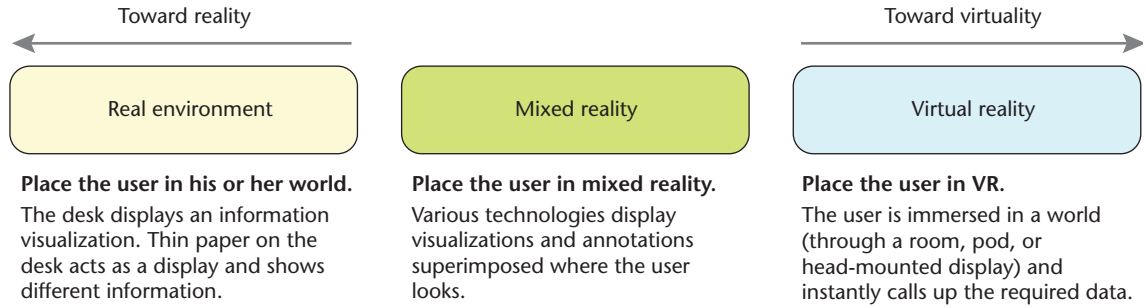 Toward reality
Toward virtuality
Real environment
Mixed reality
Virtual reality
Place the user in his or her world.
The desk displays an information
visualization. Thin paper on the
desk acts as a display and shows
different information.
Place the user in mixed reality.
Various technologies display
visualizations and annotations
superimposed where the user
looks.
Place the user in VR.
The user is immersed in a world
(through a room, pod, or
head-mounted display) and
instantly calls up the required data.